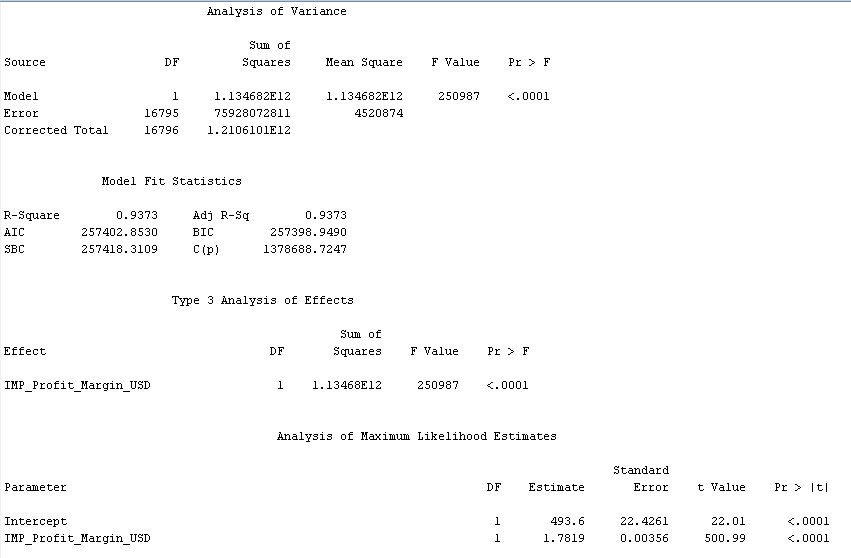 Analysis of Variance
Sum of
Source DF Squares Mean Square F Value Pr > F
Model 1 1.134682E12 1.134682E12 250987 <.0001
Error 16795 75928072811 4520874
Corrected Total 16796 1.2106101E12
Model Fit Statistics
R-Square 0.9373 Adj R-Sq 0.9373
AIC 257402.8530 BIC 257398.9490
SBC 257418.3109 C(p) 1378688.7247
Type 3 Analysis of Effects
Sum of
Effect DF Squares F Value Pr > F
IMP_Profit_Margin_USD 1 1.13468E12 250987 <.0001
Analysis of Maximum Likelihood Estimates
Standard
Parameter DF Estimate Error t Value Pr > |t|
Intercept 1 493.6 22.4261 22.01 <.0001
IMP_Profit_Margin_USD 1 1.7819 0.00356 500.99 <.0001